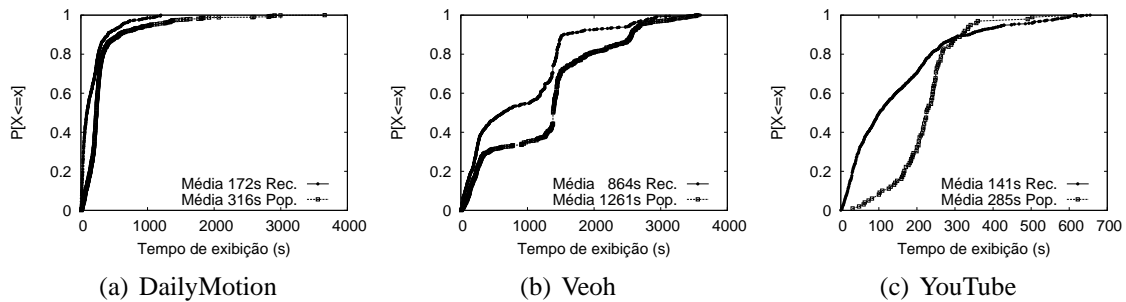 1
0.8
0.6
0.4
0.2
0
P[X<=x]
0 1000 2000 3000 4000
Tempo de exibição (s)
Média 172s Rec.
Média 316s Pop.
(a) DailyMotion
1
0.8
0.6
0.4
0.2
0
P[X<=x]
0 500 1000 1500 2000 2500 3000 3500 4000
Tempo de exibição (s)
Média 864s Rec.
Média 1261s Pop.
(b) Veoh
1
0.8
0.6
0.4
0.2
0
P[X<=x]
0 100 200 300 400 500 600 700
Tempo de exibição (s)
Média 141s Rec.
Média 285s Pop.
(c) YouTube